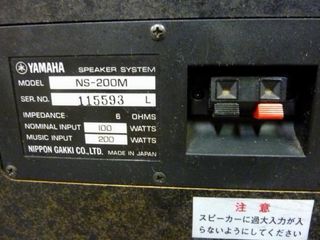 YAMAHA SPEAKER SYSTEM
MODEL NS-200M
SER. NO. 115593 L
IMPEDANCE 6 OHMS
NOMINAL INPUT 100 WATTS
MUSIC INPUT 200 WATTS
NIPPON GAKKI CO., LTD. MADE IN JAPAN
注意
スピーカーに過大入力が入
らないようにしてください